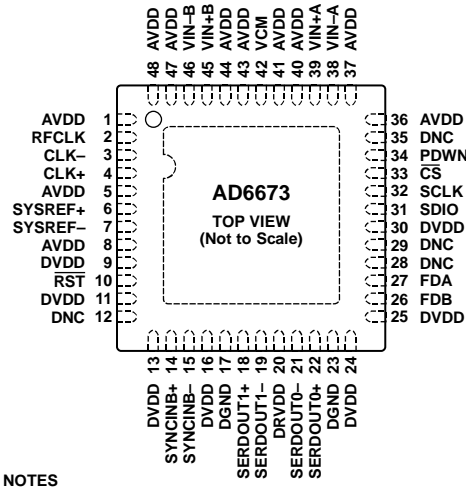 48 AVDD
47 AVDD
46 VIN–B
45 VIN+B
44 AVDD
43 AVDD
42 VCM
41 AVDD
40 AVDD
39 VIN+A
38 VIN–A
37 AVDD
AVDD 1
RFCLK 2
CLK– 3
CLK+ 4
AVDD 5
SYSREF+ 6
SYSREF– 7
AVDD 8
DVDD 9
R̅S̅T̅ 10
DVDD 11
DNC 12
AD6673
TOP VIEW
(Not to Scale)
36 AVDD
35 DNC
34 PDWN
33 C̅S̅
32 SCLK
31 SDIO
30 DVDD
29 DNC
28 DNC
27 FDA
26 FDB
25 DVDD
DVDD 13
SYNCINB+ 14
SYNCINB– 15
DVDD 16
DGND 17
SERDOUT1+ 18
SERDOUT1– 19
DRVDD 20
SERDOUT0– 21
SERDOUT0+ 22
DGND 23
DVDD 24
NOTES